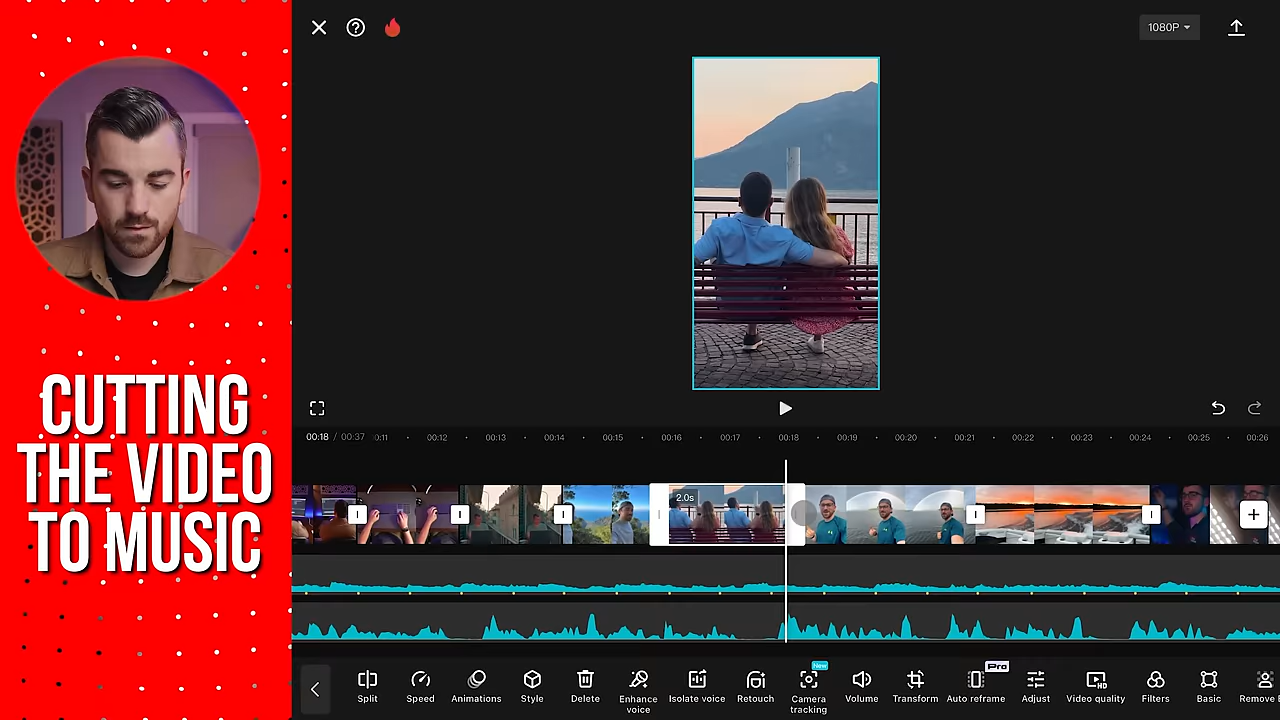 1080P
CUTTING
THE VIDEO
TO MUSIC
00:18 / 00:37
0:11 00:12 00:13 00:14 00:15 00:16 00:17 00:18 00:19 00:20 00:21 00:22 00:23 00:24 00:25 00:26
2.0s
New
Pro
Split Speed Animations Style Delete Enhance voice Isolate voice Retouch Camera tracking Volume Transform Auto reframe Adjust Video quality Filters Basic Remove